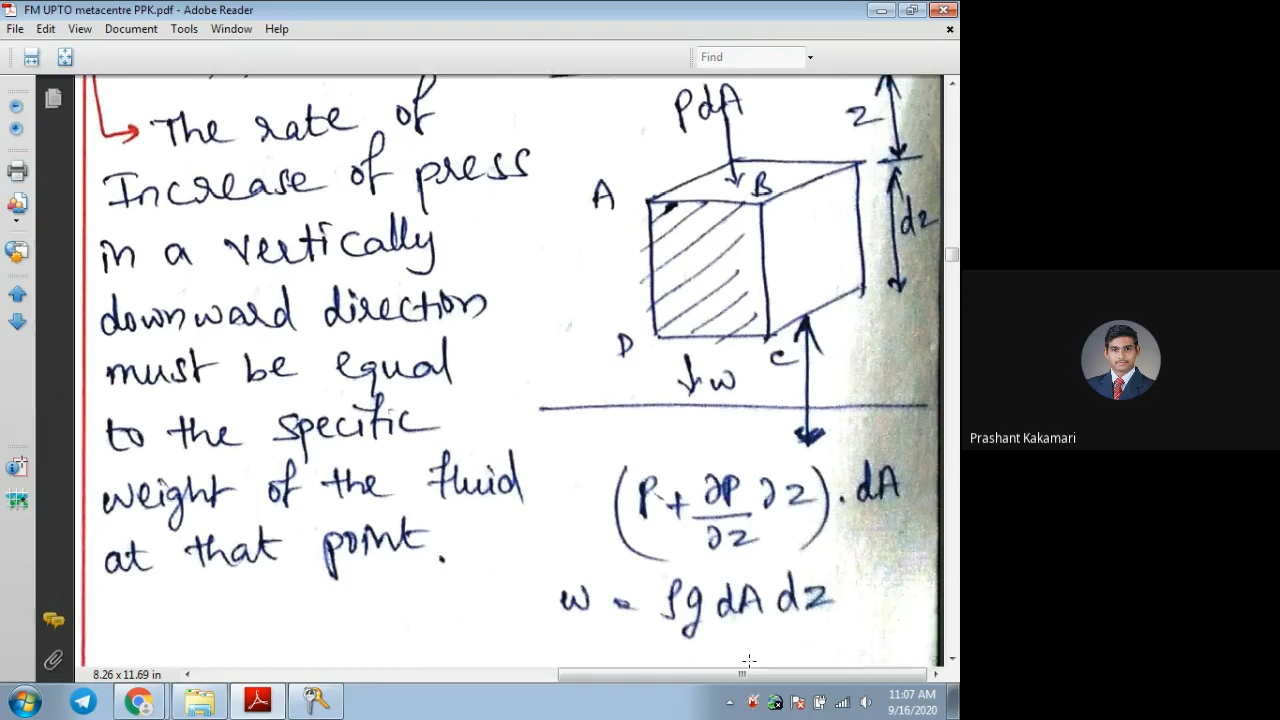 FM UPTO metacentre PPK.pdf - Adobe Reader
File Edit View Document Tools Window Help
Find
The rate of
Increase of press
in a vertically
downward direction
must be equal
to the specific
weight of the fluid
at that point.
PdA
z
A
B
dz
D
C
w
(P + ∂P/∂z ∂z) . dA
w = ρg dA dz
Prashant Kakamari
8.26 x 11.69 in
11:07 AM
9/16/2020